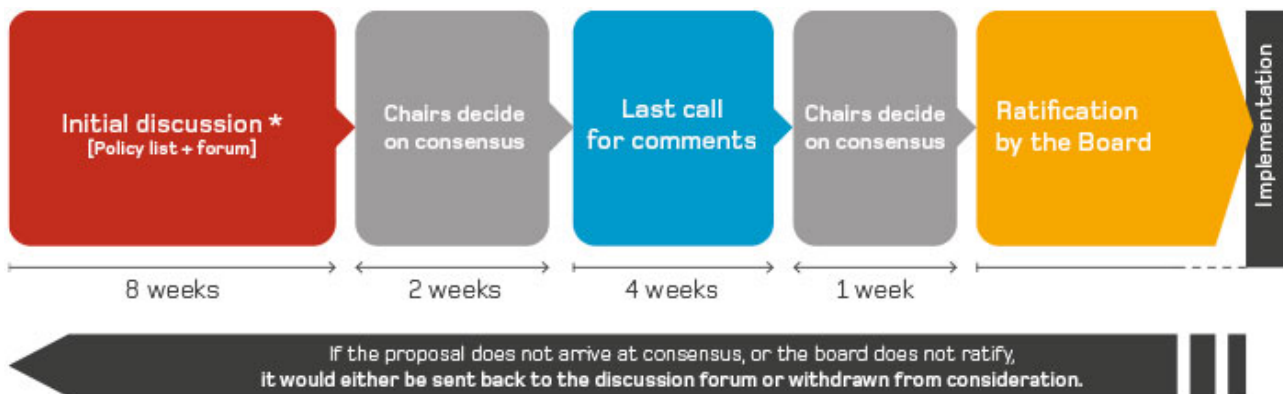 Initial discussion *
[Policy list + forum]
Chairs decide
on consensus
Last call
for comments
Chairs decide
on consensus
Ratification
by the Board
Implementation
8 weeks
2 weeks
4 weeks
1 week
If the proposal does not arrive at consensus, or the board does not ratify,
it would either be sent back to the discussion forum or withdrawn from consideration.